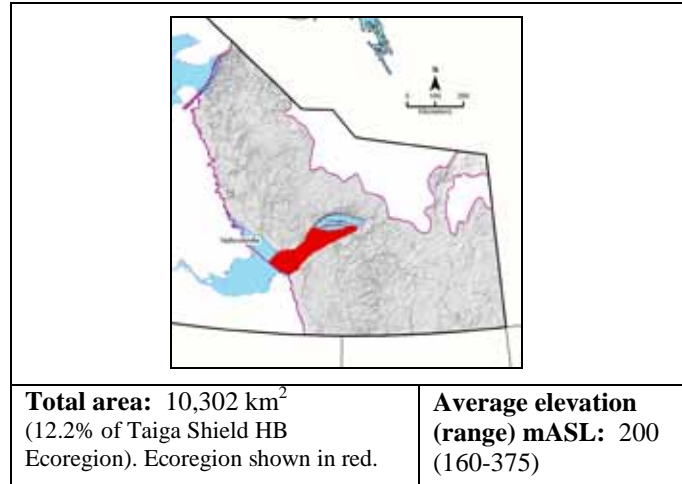 N
Yellowknife
Total area: 10,302 km2
(12.2% of Taiga Shield HB
Ecoregion). Ecoregion shown in red.
Average elevation
(range) mASL: 200
(160-375)